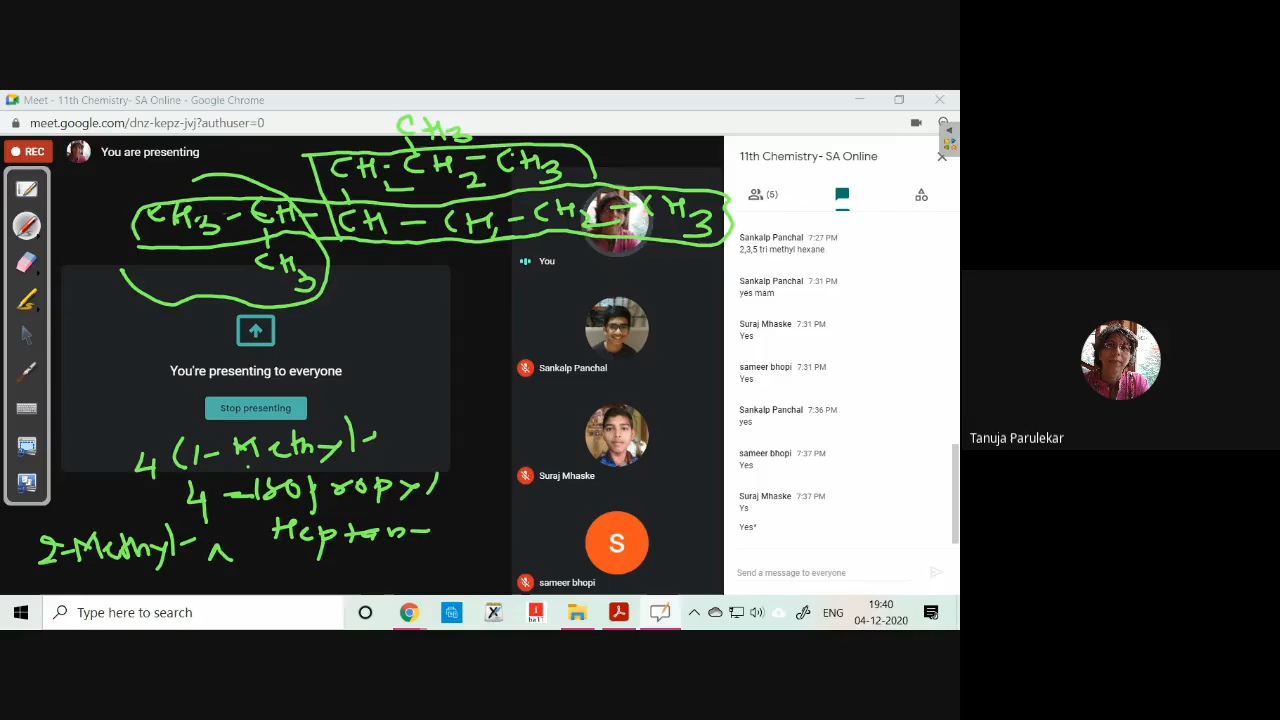 Meet - 11th Chemistry- SA Online - Google Chrome
meet.google.com/dnz-kepz-jvj?authuser=0
REC
You are presenting
CH3
CH - CH2 - CH3
CH3 - CH - CH - CH2 - CH2 - CH3
CH3
You're presenting to everyone
Stop presenting
4 (1- Methyl)-
4 -isopropyl
2-Methyl-
Heptan
You
Sankalp Panchal
Suraj Mhaske
S
sameer bhopi
11th Chemistry- SA Online
(5)
Sankalp Panchal 7:27 PM
2,3,5 tri methyl hexane
Sankalp Panchal 7:31 PM
yes mam
Suraj Mhaske 7:31 PM
Yes
sameer bhopi 7:31 PM
Yes
Sankalp Panchal 7:36 PM
yes
sameer bhopi 7:37 PM
Yes
Suraj Mhaske 7:37 PM
Ys
Yes*
Send a message to everyone
Tanuja Parulekar
Type here to search
ENG
19:40
04-12-2020